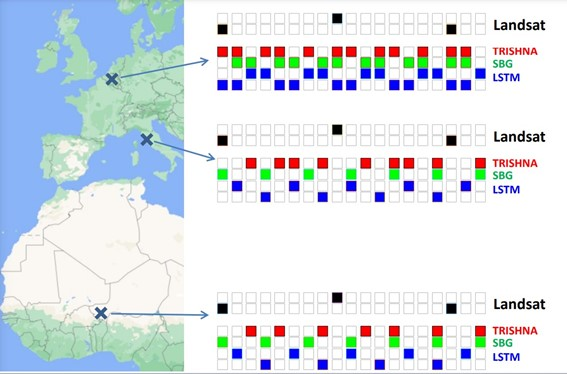 Landsat
TRISHNA
SBG
LSTM
Landsat
TRISHNA
SBG
LSTM
Landsat
TRISHNA
SBG
LSTM